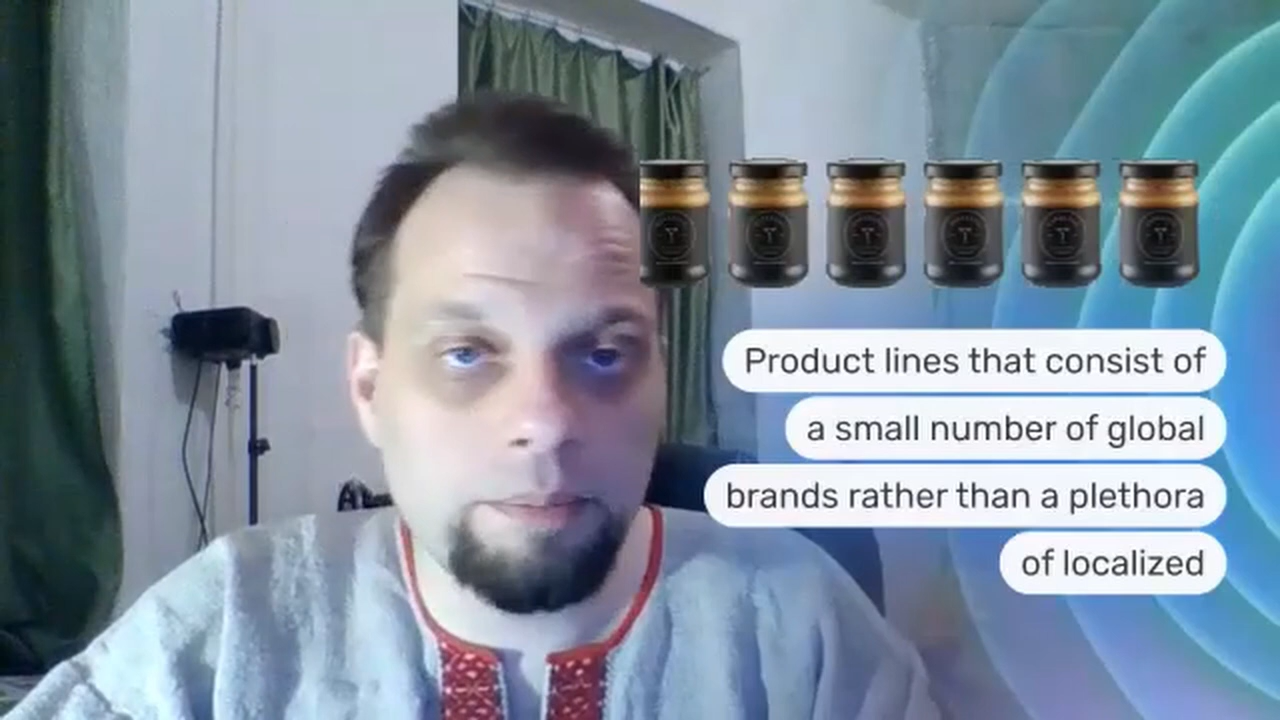 Product lines that consist of
a small number of global
brands rather than a plethora
of localized